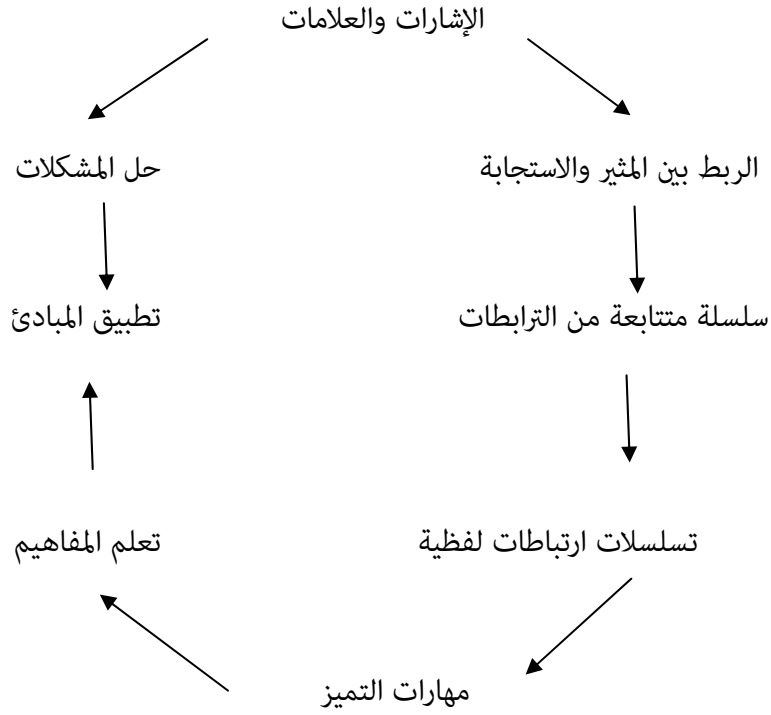 الإشارات والعلامات
الربط بين المثير والاستجابة
حل المشكلات
سلسلة متتابعة من الترابطات
تطبيق المبادئ
تسلسلات ارتباطات لفظية
تعلم المفاهيم
مهارات التميز